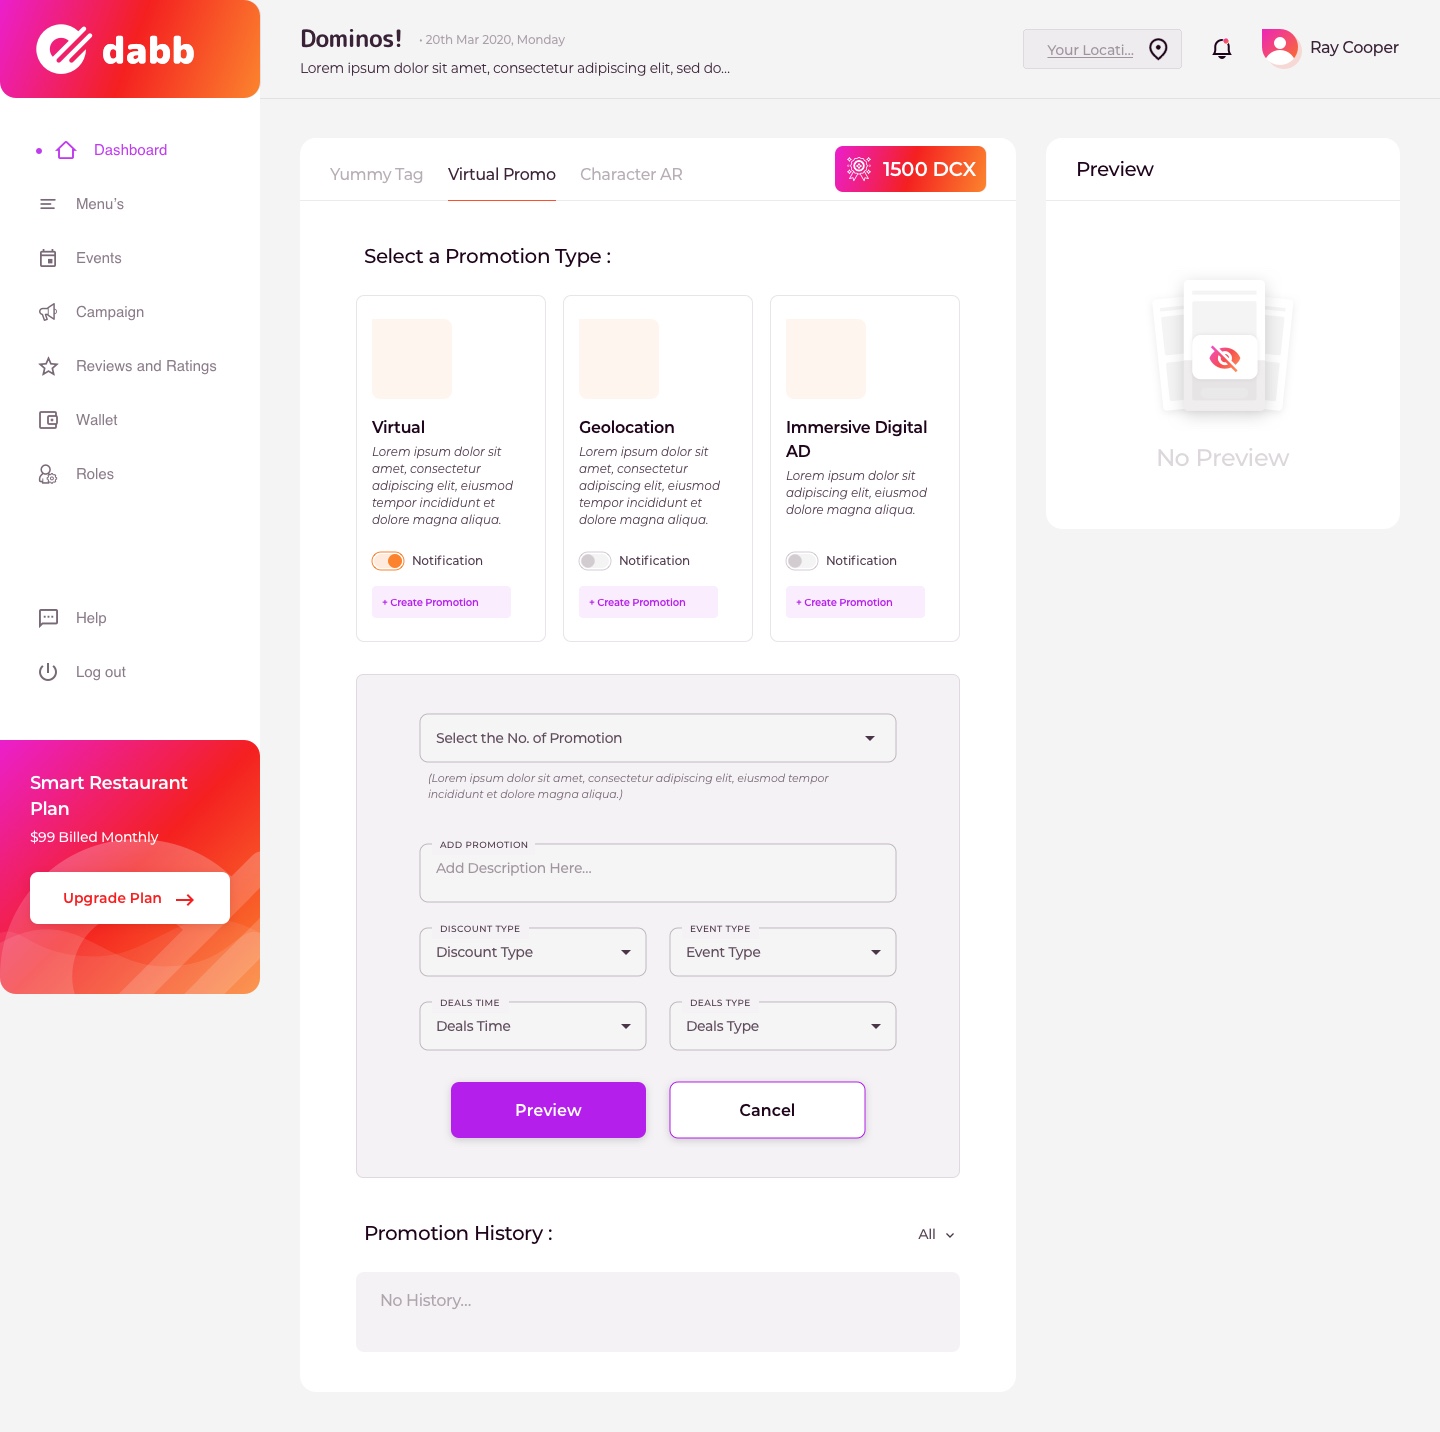 dabb
Dominos!
• 20th Mar 2020, Monday
Lorem ipsum dolor sit amet, consectetur adipiscing elit, sed do...
Your Locati...
Ray Cooper
Dashboard
Menu's
Events
Campaign
Reviews and Ratings
Wallet
Roles
Help
Log out
Smart Restaurant
Plan
$99 Billed Monthly
Upgrade Plan
Yummy Tag
Virtual Promo
Character AR
1500 DCX
Select a Promotion Type :
Virtual
Lorem ipsum dolor sit
amet, consectetur
adipiscing elit, eiusmod
tempor incididunt et
dolore magna aliqua.
Notification
+ Create Promotion
Geolocation
Lorem ipsum dolor sit
amet, consectetur
adipiscing elit, eiusmod
tempor incididunt et
dolore magna aliqua.
Notification
+ Create Promotion
Immersive Digital
AD
Lorem ipsum dolor sit
adipiscing elit, eiusmod
dolore magna aliqua.
Notification
+ Create Promotion
Select the No. of Promotion
(Lorem ipsum dolor sit amet, consectetur adipiscing elit, eiusmod tempor
incididunt et dolore magna aliqua.)
ADD PROMOTION
Add Description Here...
DISCOUNT TYPE
Discount Type
EVENT TYPE
Event Type
DEALS TIME
Deals Time
DEALS TYPE
Deals Type
Preview
Cancel
Promotion History :
All
No History...
Preview
No Preview